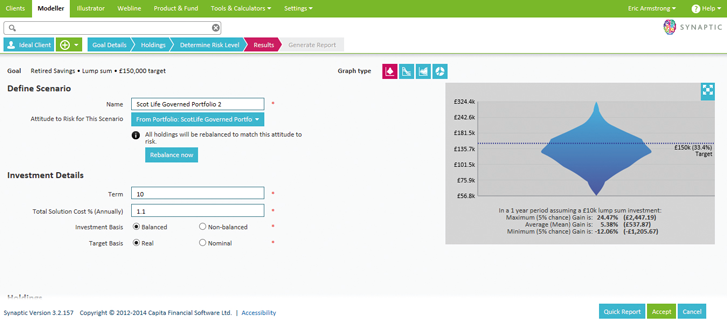 Clients Modeller Illustrator Webline Product & Fund Tools & Calculators Settings Eric Armstrong ? Help
SYNAPTIC
Ideal Client Goal Details Holdings Determine Risk Level Results Generate Report
Goal Retired Savings • Lump sum • £150,000 target Graph type
Define Scenario
Name Scot Life Governed Portfolio 2 *
Attitude to Risk for This Scenario From Portfolio: ScotLife Governed Portfo
All holdings will be rebalanced to match this attitude to
risk.
Rebalance now
Investment Details
Term 10 *
Total Solution Cost % (Annually) 1.1 *
Investment Basis Balanced Non-balanced *
Target Basis Real Nominal *
£324.4k
£242.6k
£181.5k
£135.7k
£101.5k
£75.9k
£56.8k
£150k (33.4%)
Target
In a 1 year period assuming a £10k lump sum investment:
Maximum (5% chance) Gain is: 24.47% (£2,447.19)
Average (Mean) Gain is: 5.38% (£537.87)
Minimum (5% chance) Gain is: -12.06% (-£1,205.67)
Holdings
Synaptic Version 3.2.157 Copyright © 2012-2014 Capita Financial Software Ltd. | Accessibility
Quick Report Accept Cancel